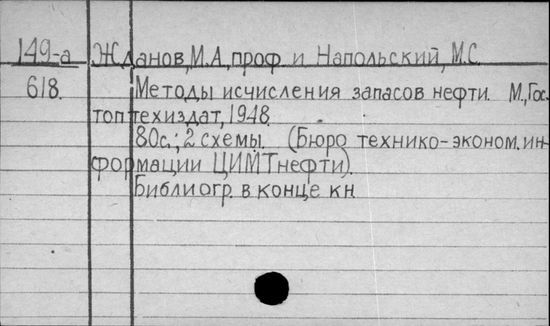 149-а Жданов, М.А., проф. и Напольский, М.С.
618. Методы исчисления запасов нефти. М., Гос.
топтехиздат, 1948.
80с.; 2 схемы. (Бюро технико-эконом. ин-
формации ЦИМТнефти).
Библиогр. в конце кн.